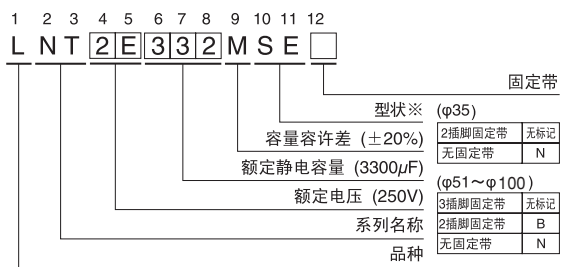 1 2 3 4 5 6 7 8 9 10 11 12
L N T 2 E 3 3 2 M S E
固定带
型状※ (φ35)
2插脚固定带 无标记
容量容许差 (±20%)
无固定带 N
额定静电容量 (3300μF)
(φ51～φ100)
额定电压 (250V)
3插脚固定带 无标记
系列名称
2插脚固定带 B
无固定带 N
品种